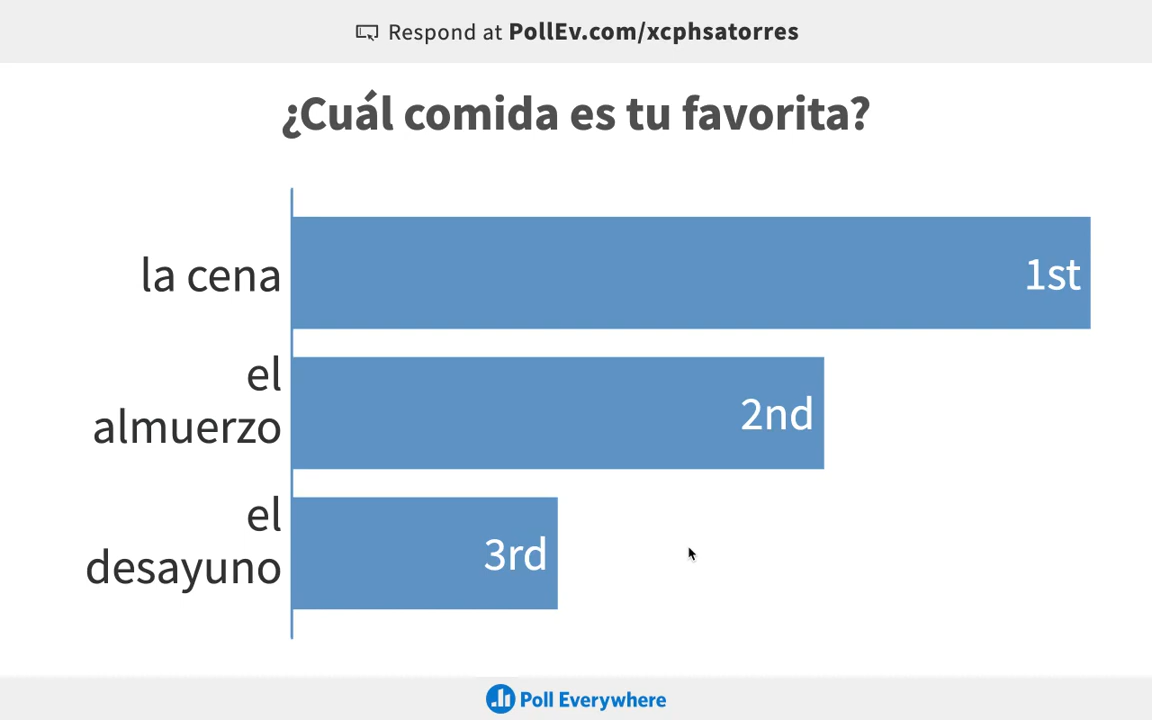 Respond at PollEv.com/xcphsatorres
¿Cuál comida es tu favorita?
la cena
1st
el
almuerzo
2nd
el
desayuno
3rd
Poll Everywhere